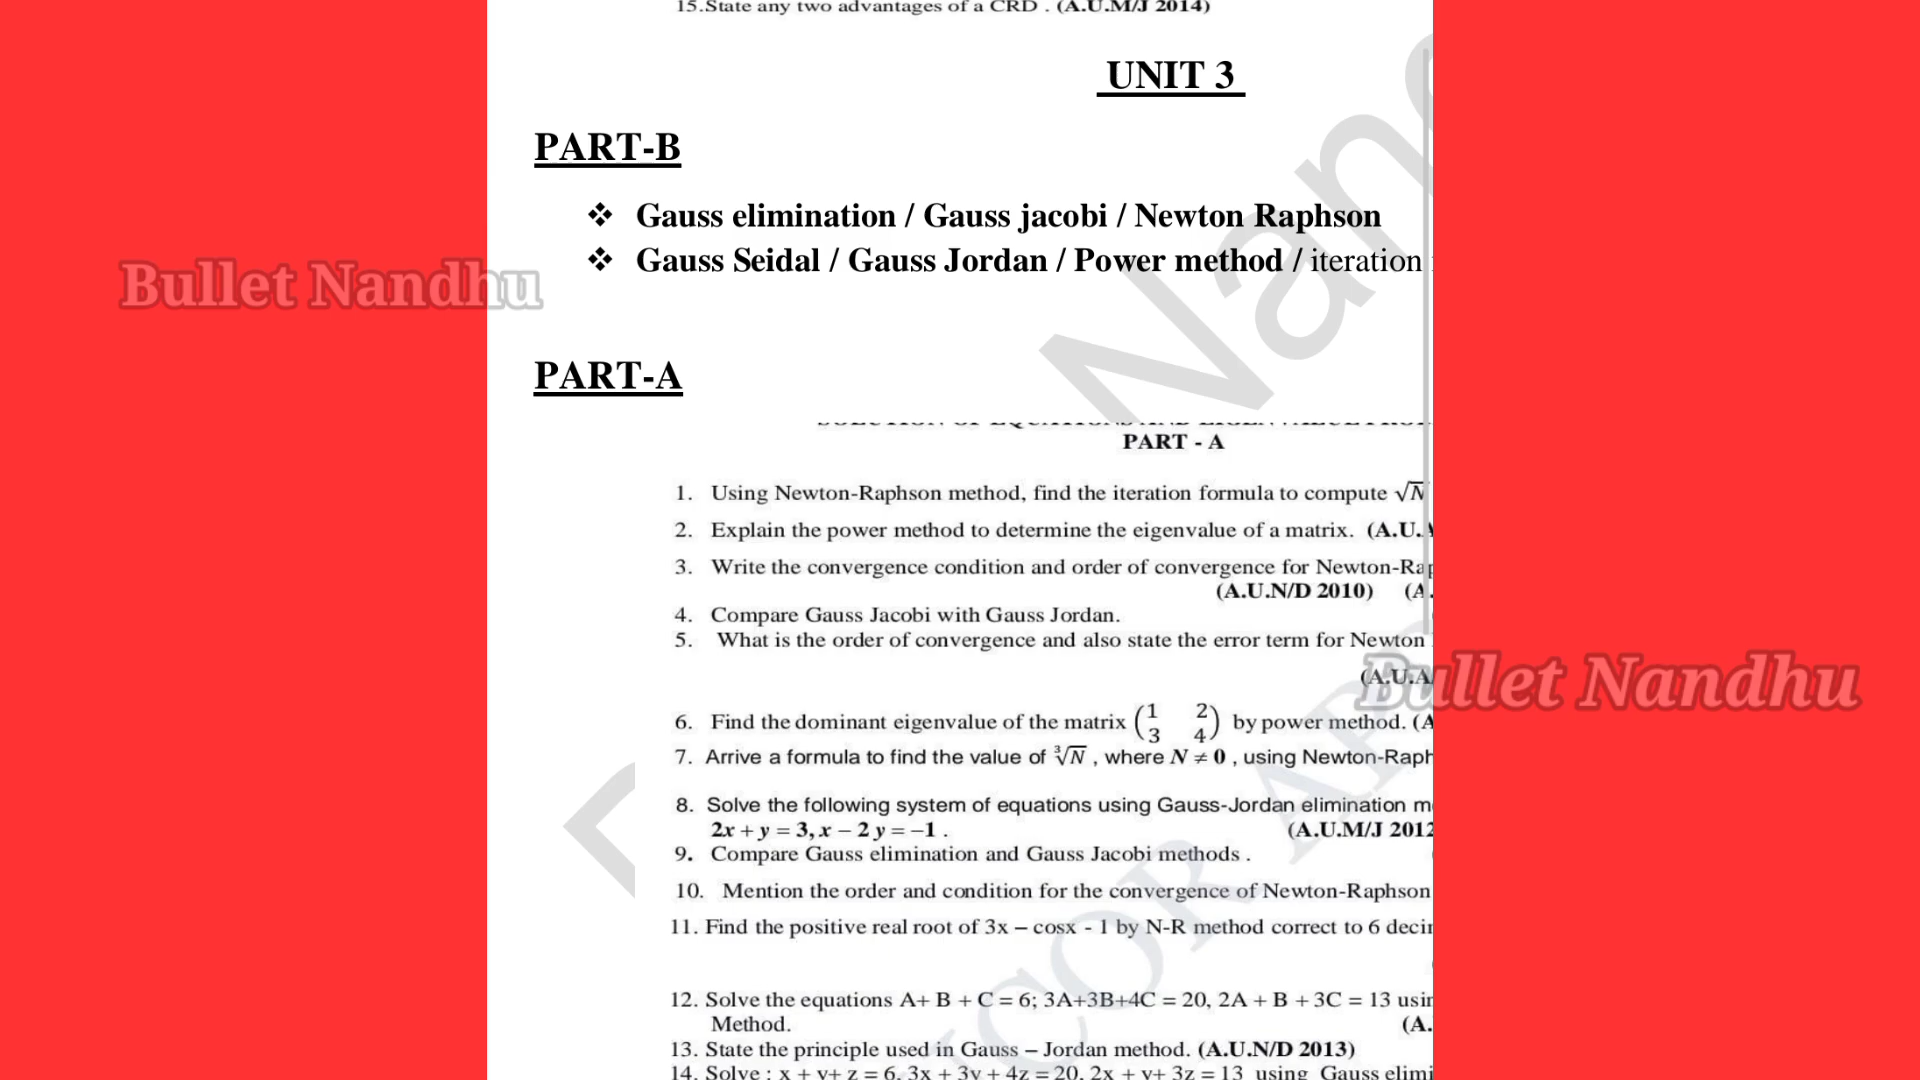 15.State any two advantages of a CRD . (A.U.M/J 2014)
UNIT 3
PART-B
❖ Gauss elimination / Gauss jacobi / Newton Raphson
❖ Gauss Seidal / Gauss Jordan / Power method / iteration
Bullet Nandhu
PART-A
PART - A
1. Using Newton-Raphson method, find the iteration formula to compute √N
2. Explain the power method to determine the eigenvalue of a matrix. (A.U.
3. Write the convergence condition and order of convergence for Newton-Rap
(A.U.N/D 2010) (A.
4. Compare Gauss Jacobi with Gauss Jordan.
5. What is the order of convergence and also state the error term for Newton
(A.U.A
Bullet Nandhu
6. Find the dominant eigenvalue of the matrix (1 2
3 4) by power method. (A
7. Arrive a formula to find the value of ∛N , where N ≠ 0 , using Newton-Raph
8. Solve the following system of equations using Gauss-Jordan elimination m
2x + y = 3, x − 2 y = −1 . (A.U.M/J 2012
9. Compare Gauss elimination and Gauss Jacobi methods .
10. Mention the order and condition for the convergence of Newton-Raphson
11. Find the positive real root of 3x – cosx - 1 by N-R method correct to 6 decim
12. Solve the equations A+ B + C = 6; 3A+3B+4C = 20, 2A + B + 3C = 13 usin
Method. (A.
13. State the principle used in Gauss – Jordan method. (A.U.N/D 2013)
14. Solve : x + y+ z = 6, 3x + 3y + 4z = 20, 2x + y+ 3z = 13 using Gauss elimi